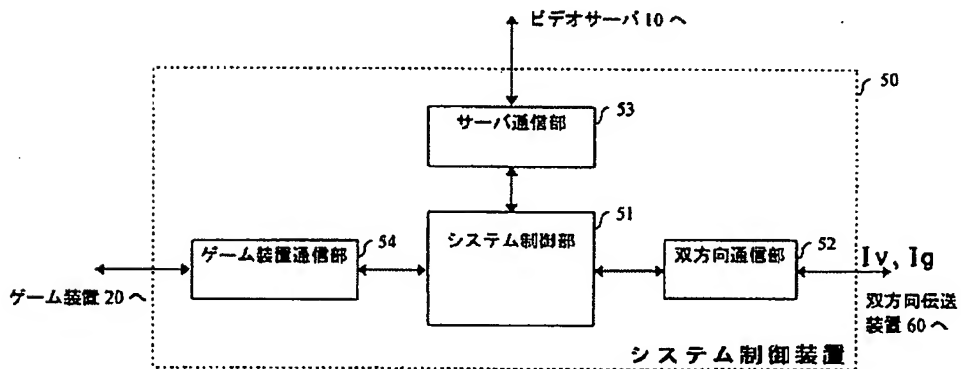 ビデオサーバ 10 へ
50
サーバ通信部
53
システム制御部
51
ゲーム装置通信部
54
双方向通信部
52
Iv, Ig
ゲーム装置 20 へ
双方向伝送
装置 60 へ
システム制御装置